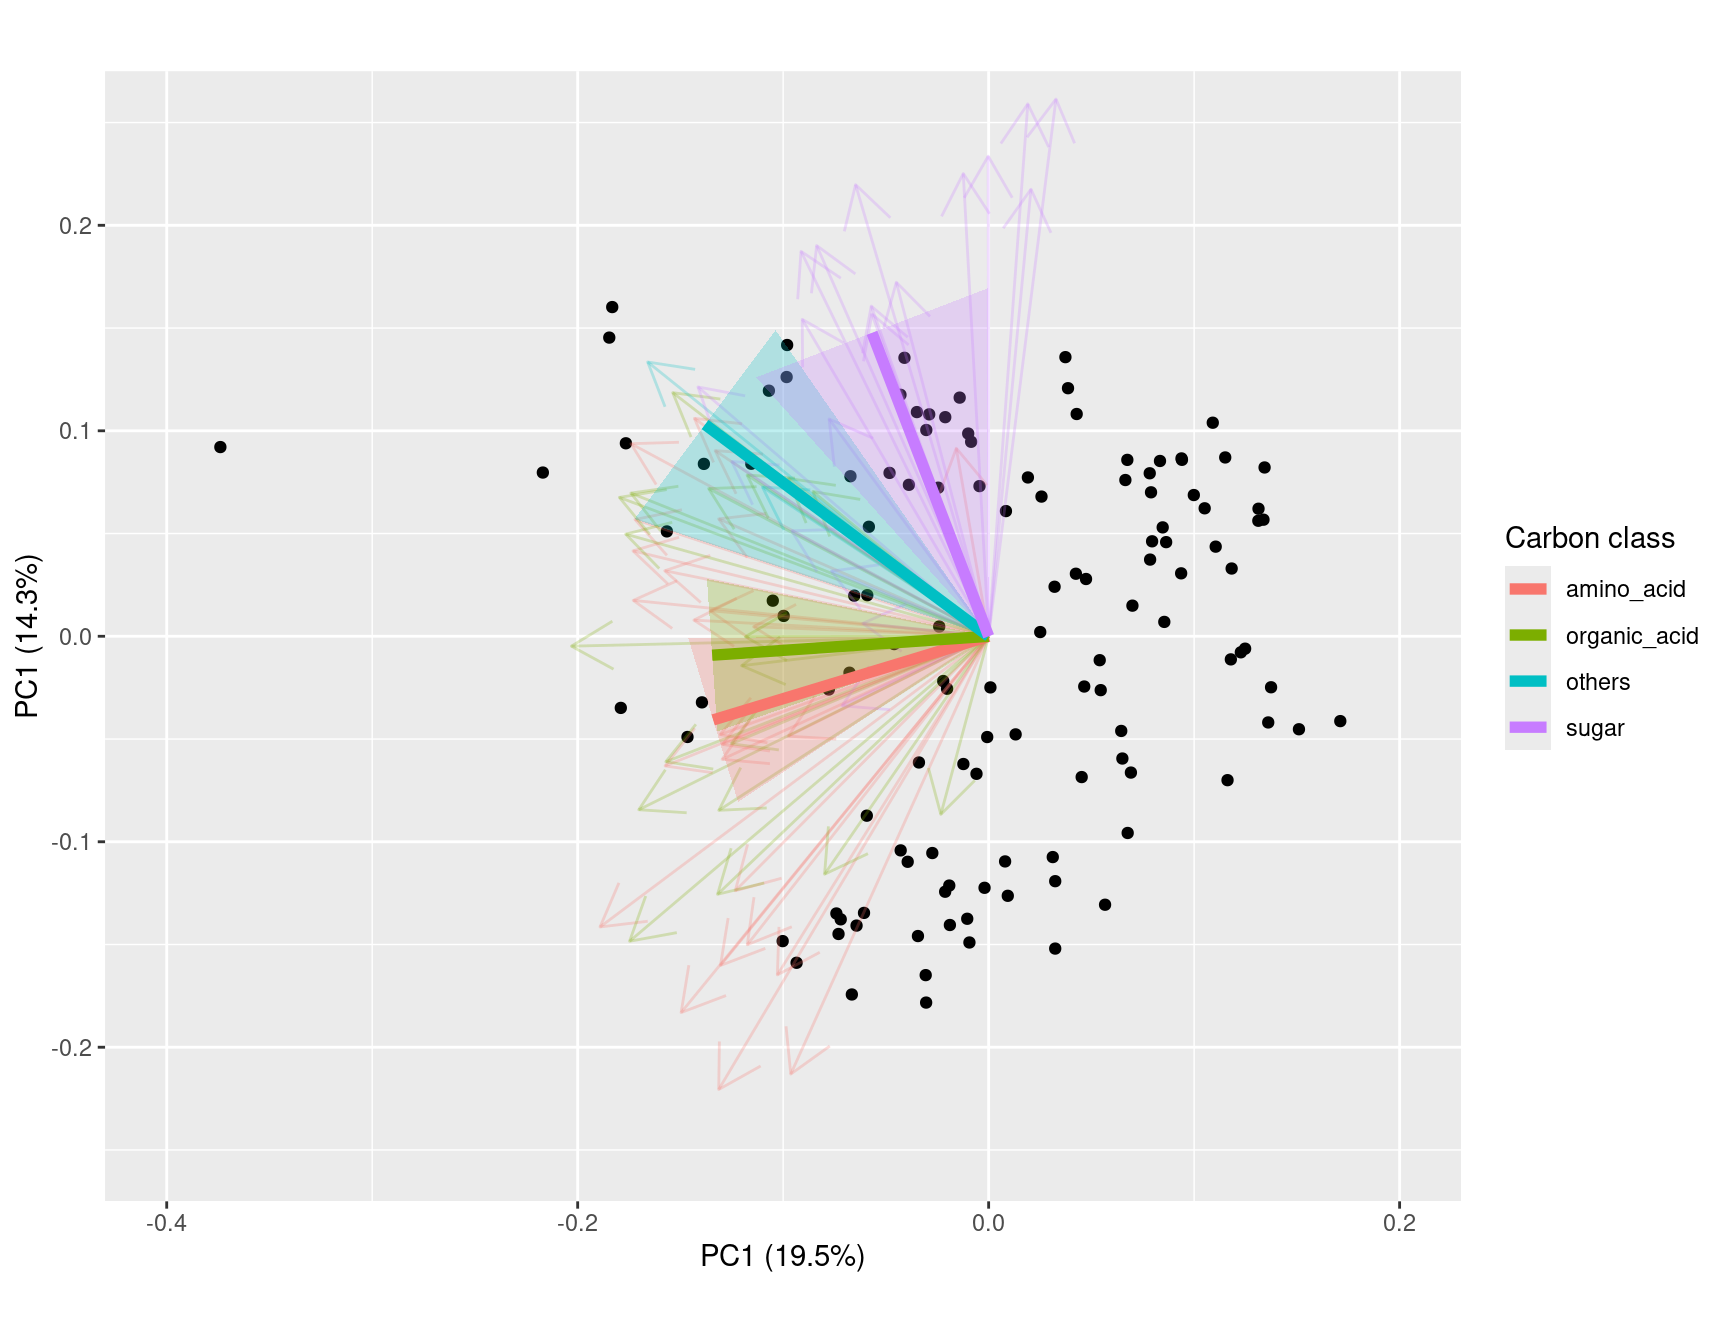 0.2
0.1
0.0
-0.1
-0.2
PC1 (14.3%)
-0.4
-0.2
0.0
0.2
PC1 (19.5%)
Carbon class
amino_acid
organic_acid
others
sugar